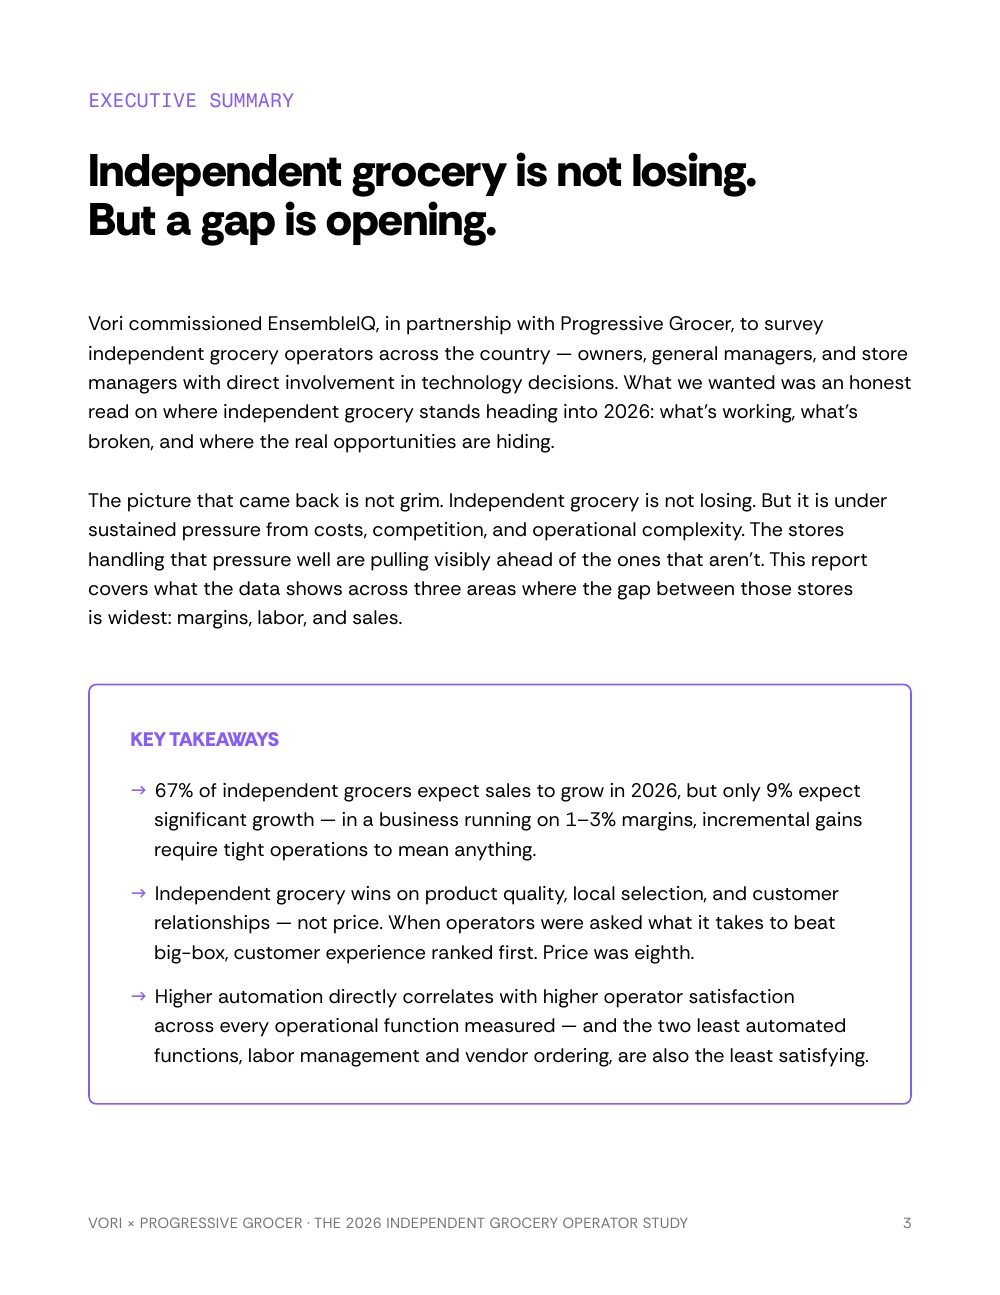 EXECUTIVE SUMMARY
Independent grocery is not losing.
But a gap is opening.
Vori commissioned EnsembleIQ, in partnership with Progressive Grocer, to survey
independent grocery operators across the country — owners, general managers, and store
managers with direct involvement in technology decisions. What we wanted was an honest
read on where independent grocery stands heading into 2026: what's working, what's
broken, and where the real opportunities are hiding.
The picture that came back is not grim. Independent grocery is not losing. But it is under
sustained pressure from costs, competition, and operational complexity. The stores
handling that pressure well are pulling visibly ahead of the ones that aren't. This report
covers what the data shows across three areas where the gap between those stores
is widest: margins, labor, and sales.
KEY TAKEAWAYS
→ 67% of independent grocers expect sales to grow in 2026, but only 9% expect
significant growth — in a business running on 1–3% margins, incremental gains
require tight operations to mean anything.
→ Independent grocery wins on product quality, local selection, and customer
relationships — not price. When operators were asked what it takes to beat
big-box, customer experience ranked first. Price was eighth.
→ Higher automation directly correlates with higher operator satisfaction
across every operational function measured — and the two least automated
functions, labor management and vendor ordering, are also the least satisfying.
VORI × PROGRESSIVE GROCER · THE 2026 INDEPENDENT GROCERY OPERATOR STUDY 3